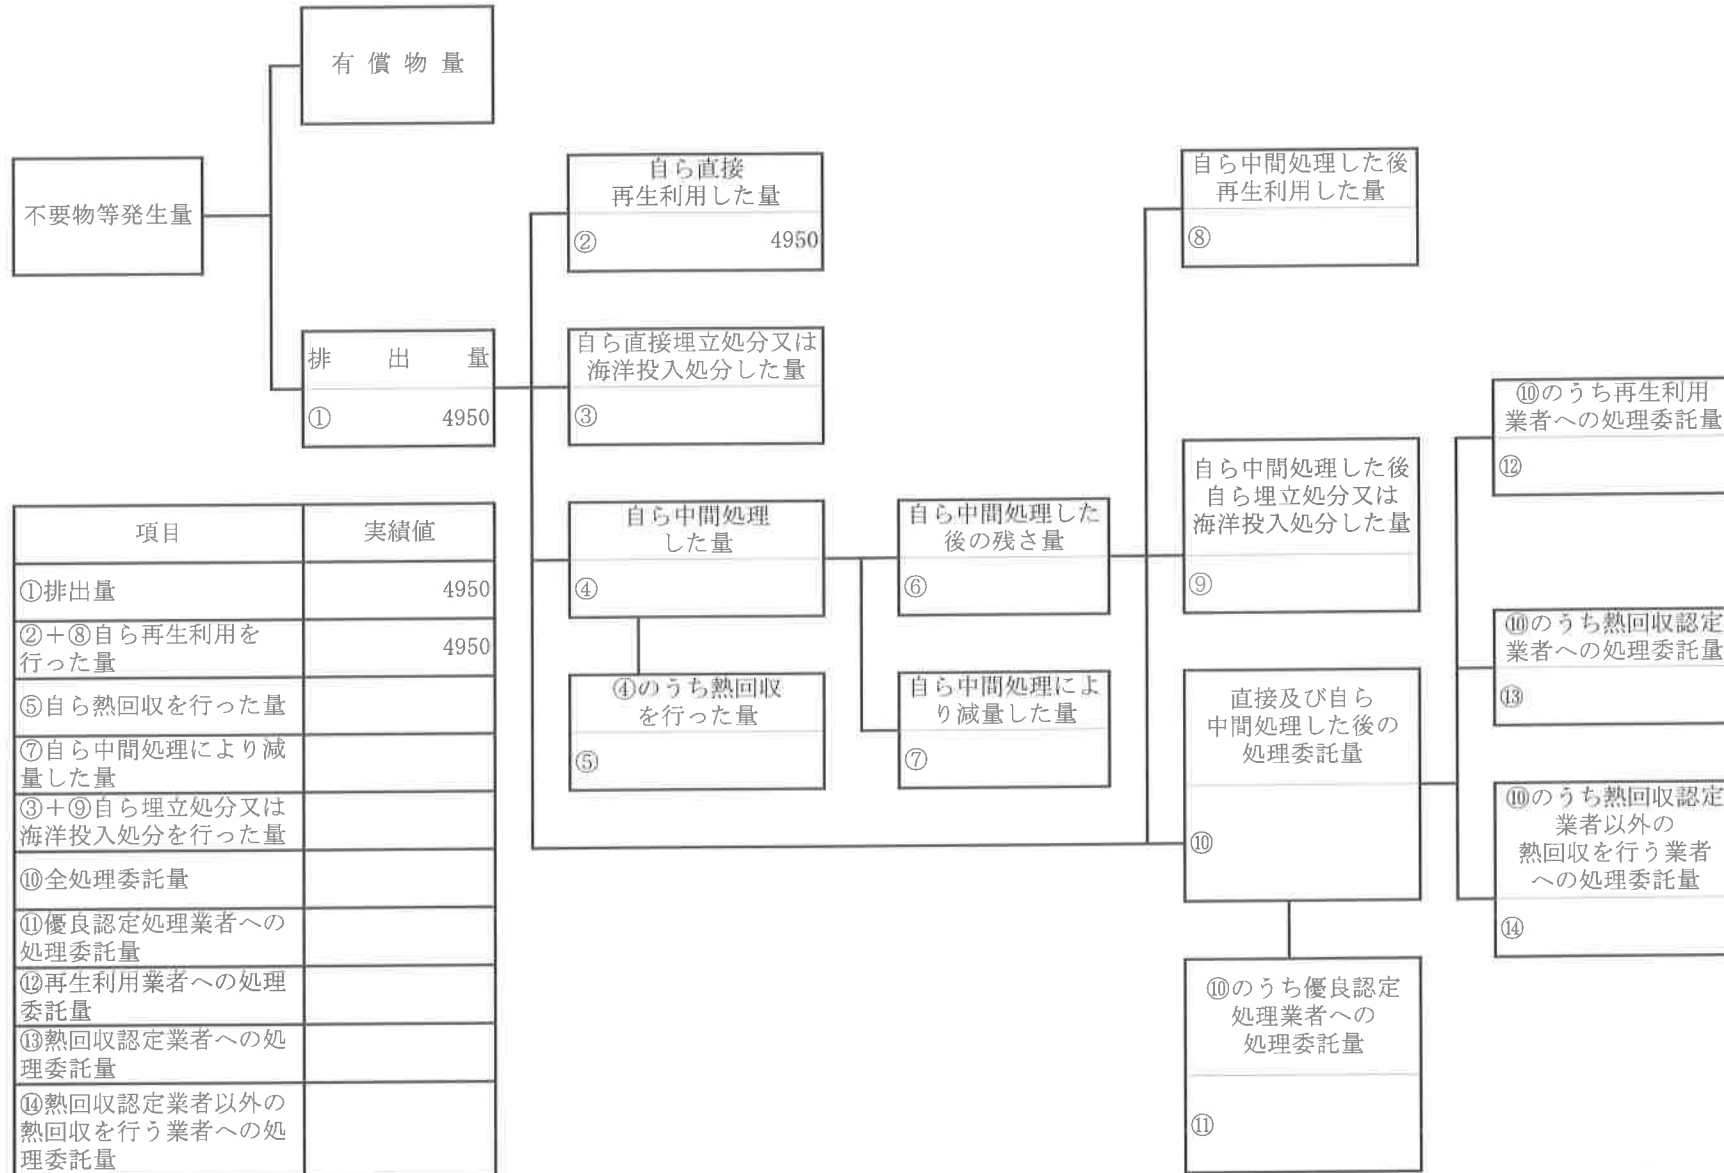 有 償 物 量
不要物等発生量
排 出 量
① 4950
自ら直接
再生利用した量
② 4950
自ら直接埋立処分又は
海洋投入処分した量
③
自ら中間処理
した量
④
④のうち熱回収
を行った量
⑤
自ら中間処理した
後の残さ量
⑥
自ら中間処理によ
り減量した量
⑦
自ら中間処理した後
再生利用した量
⑧
自ら中間処理した後
自ら埋立処分又は
海洋投入処分した量
⑨
直接及び自ら
中間処理した後の
処理委託量
⑩
⑩のうち優良認定
処理業者への
処理委託量
⑪
⑩のうち再生利用
業者への処理委託量
⑫
⑩のうち熱回収認定
業者への処理委託量
⑬
⑩のうち熱回収認定
業者以外の
熱回収を行う業者
への処理委託量
⑭
項目 実績値
①排出量 4950
②+⑧自ら再生利用を
行った量 4950
⑤自ら熱回収を行った量
⑦自ら中間処理により減
量した量
③+⑨自ら埋立処分又は
海洋投入処分を行った量
⑩全処理委託量
⑪優良認定処理業者への
処理委託量
⑫再生利用業者への処理
委託量
⑬熱回収認定業者への処
理委託量
⑭熱回収認定業者以外の
熱回収を行う業者への処
理委託量